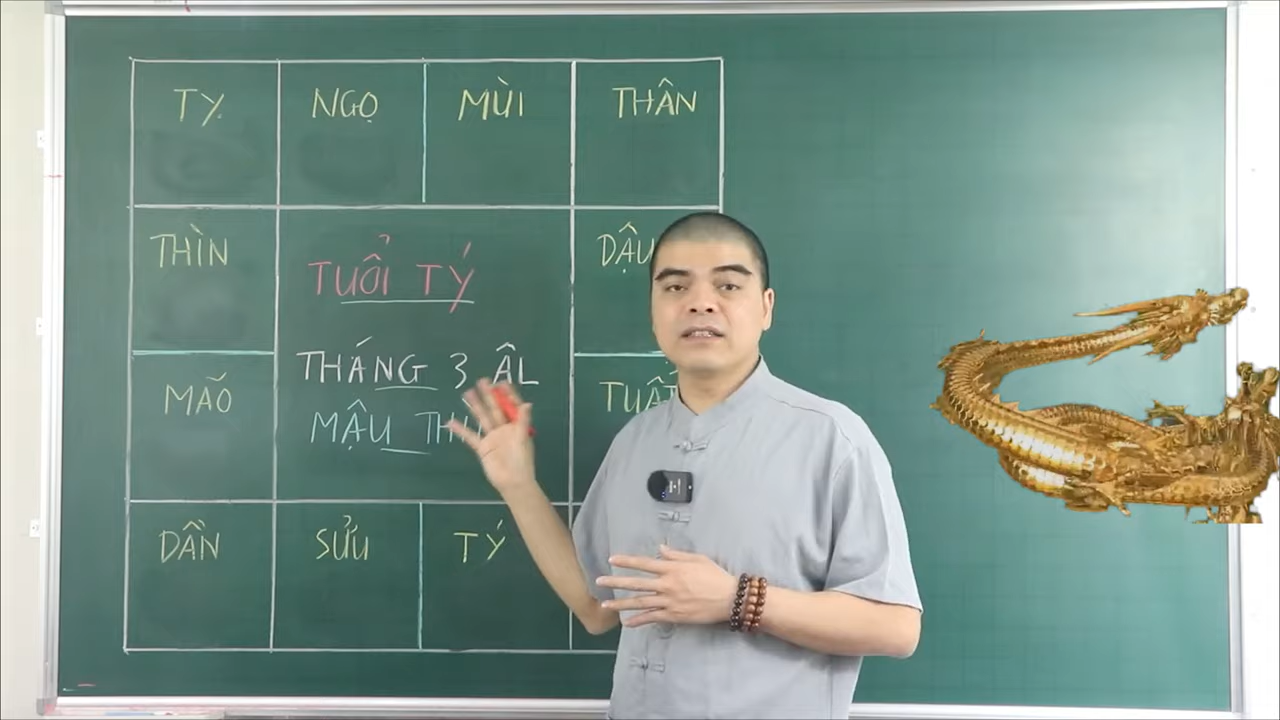 TỴ
NGỌ
MÙI
THÂN
THÌN
TUỔI TÝ
DẬU
THÁNG 3 ÂL
MÃO
MẬU
DẦN
SỬU
TÝ